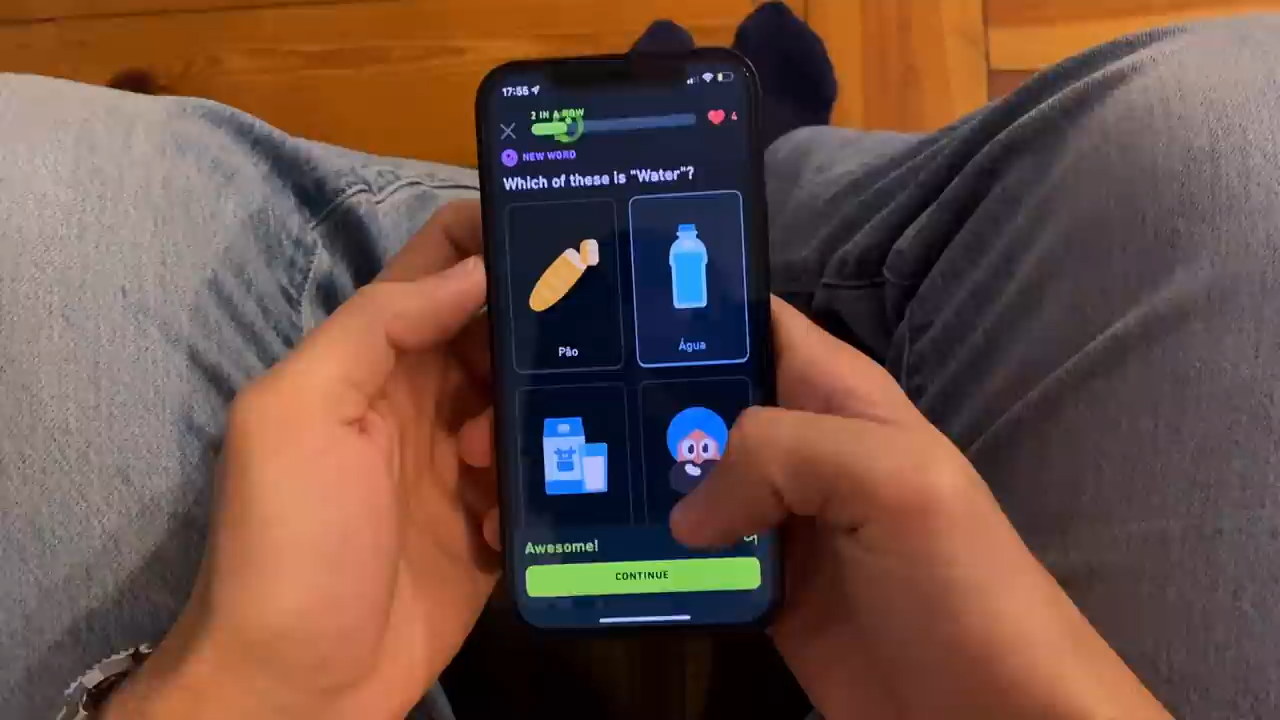 17:55
2 IN A ROW
4
NEW WORD
Which of these is "Water"?
Pão
Água
Awesome!
CONTINUE